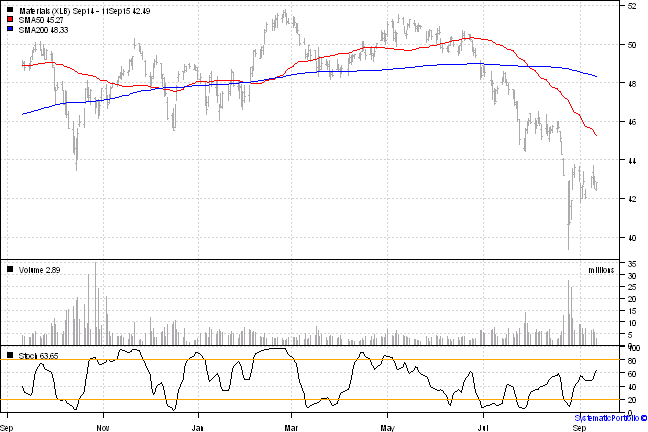 Materials (XLB) Sep14 - 11Sep15 42.49
SMA50 45.27
SMA200 48.33
52
50
48
46
44
42
40
Volume 2.89
millions
35
30
25
20
15
10
5
0
Stoch 63.65
100
80
60
40
20
0
Sep
Nov
Jan
Mar
May
Jul
Sep
SystematicPortfolio ©